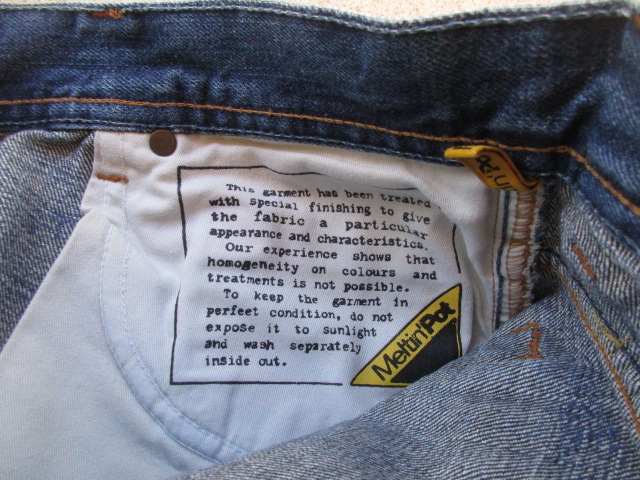 This garment has been treated
with special finishing to give
the fabric a particular
appearance and characteristics.
Our experience shows that
homogeneity on colours and
treatments is not possible.
To keep the garment in
perfeet condition, do not
expose it to sunlight
and wash separately
inside out.
Meltin'Pot